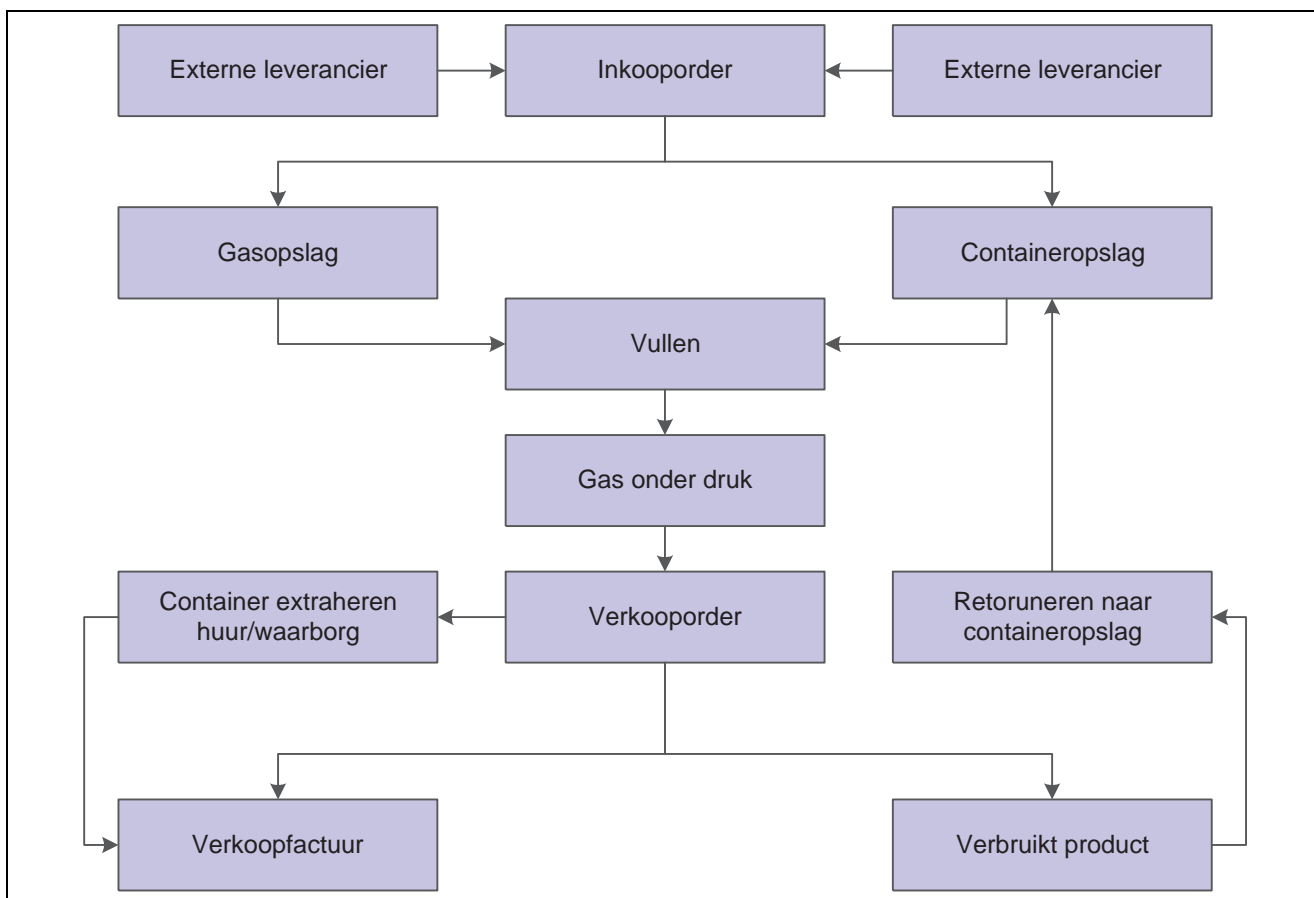 Externe leverancier
Inkooporder
Externe leverancier
Gasopslag
Containeropslag
Vullen
Gas onder druk
Container extraheren
huur/waarborg
Verkooporder
Retoruneren naar
containeropslag
Verkoopfactuur
Verbruikt product